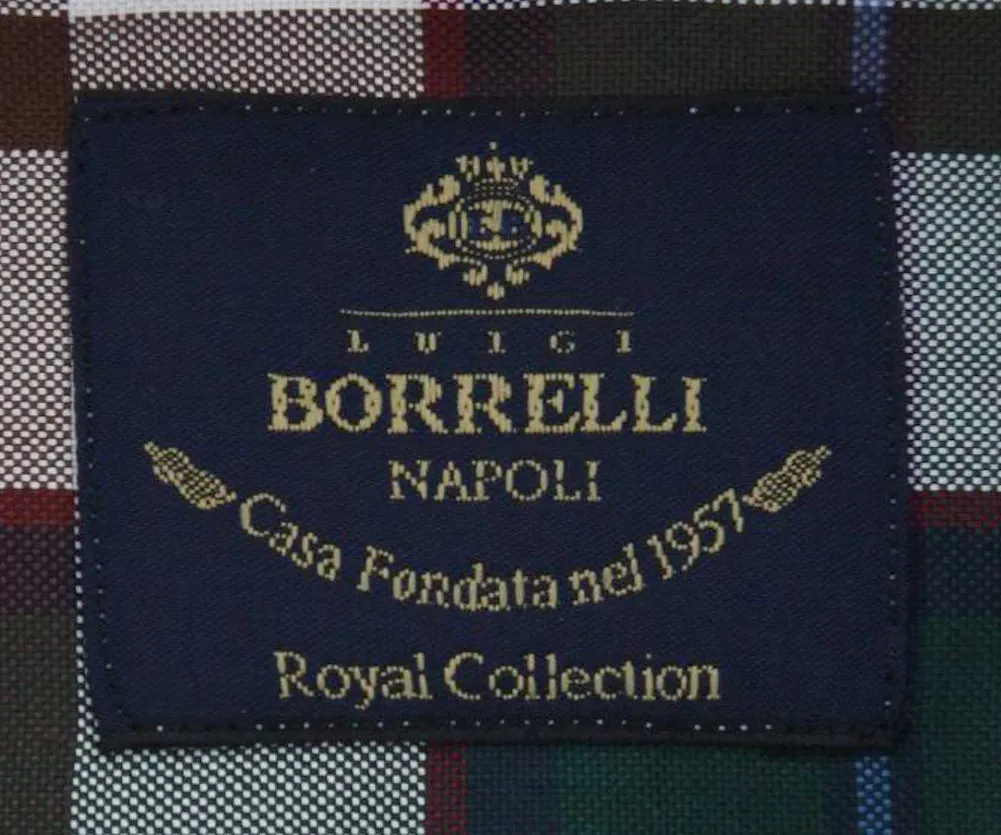 LUIGI
BORRELLI
NAPOLI
Casa Fondata nel 1957
Royal Collection